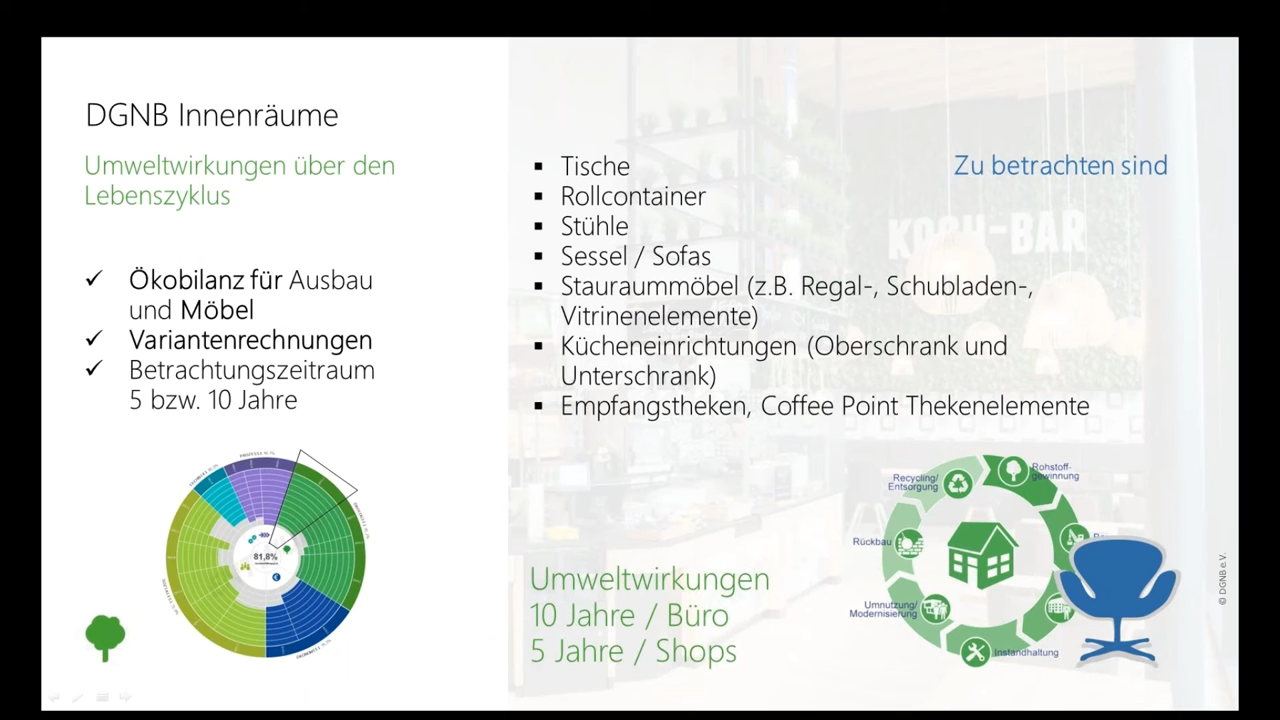 DGNB Innenräume
Umweltwirkungen über den
Lebenszyklus
Ökobilanz für Ausbau
und Möbel
Variantenrechnungen
Betrachtungszeitraum
5 bzw. 10 Jahre
81,8%
Zu betrachten sind
Tische
Rollcontainer
Stühle
Sessel / Sofas
Stauraummöbel (z.B. Regal-, Schubladen-,
Vitrinenelemente)
Kücheneinrichtungen (Oberschrank und
Unterschrank)
Empfangstheken, Coffee Point Thekenelemente
KOCH-BAR
Umweltwirkungen
10 Jahre / Büro
5 Jahre / Shops
Rohstoff-
gewinnung
Recycling/
Entsorgung
Rückbau
Umnutzung/
Modernisierung
Instandhaltung
© DGNB e.V.